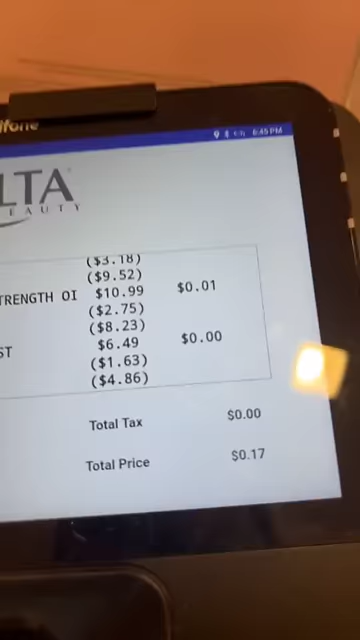 6:45 PM
LTA
EAUTY
($3.18)
($9.52)
TRENGTH OI $10.99 $0.01
($2.75)
($8.23)
ST $6.49 $0.00
($1.63)
($4.86)
Total Tax $0.00
Total Price $0.17